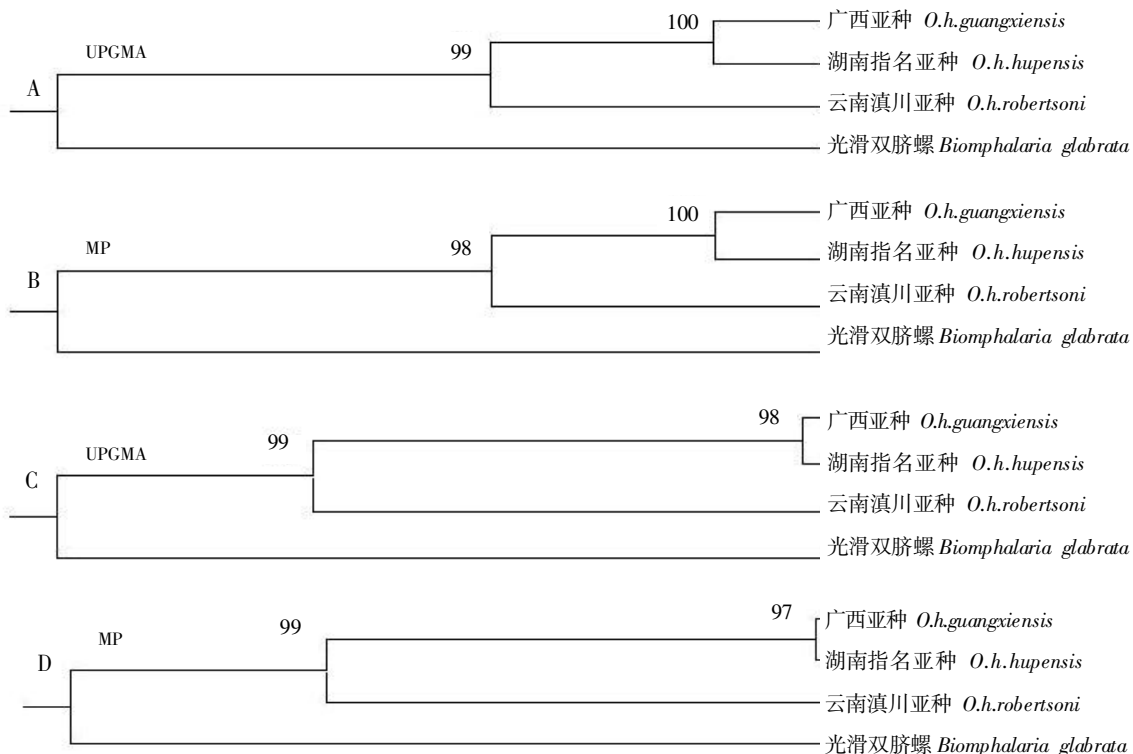 100
广西亚种 O.h.guangxiensis
UPGMA
99
湖南指名亚种 O.h.hupensis
A
云南滇川亚种 O.h.robertsoni
光滑双脐螺 Biomphalaria glabrata
100
广西亚种 O.h.guangxiensis
MP
98
湖南指名亚种 O.h.hupensis
B
云南滇川亚种 O.h.robertsoni
光滑双脐螺 Biomphalaria glabrata
98
广西亚种 O.h.guangxiensis
UPGMA
99
湖南指名亚种 O.h.hupensis
C
云南滇川亚种 O.h.robertsoni
光滑双脐螺 Biomphalaria glabrata
97
广西亚种 O.h.guangxiensis
MP
99
湖南指名亚种 O.h.hupensis
D
云南滇川亚种 O.h.robertsoni
光滑双脐螺 Biomphalaria glabrata